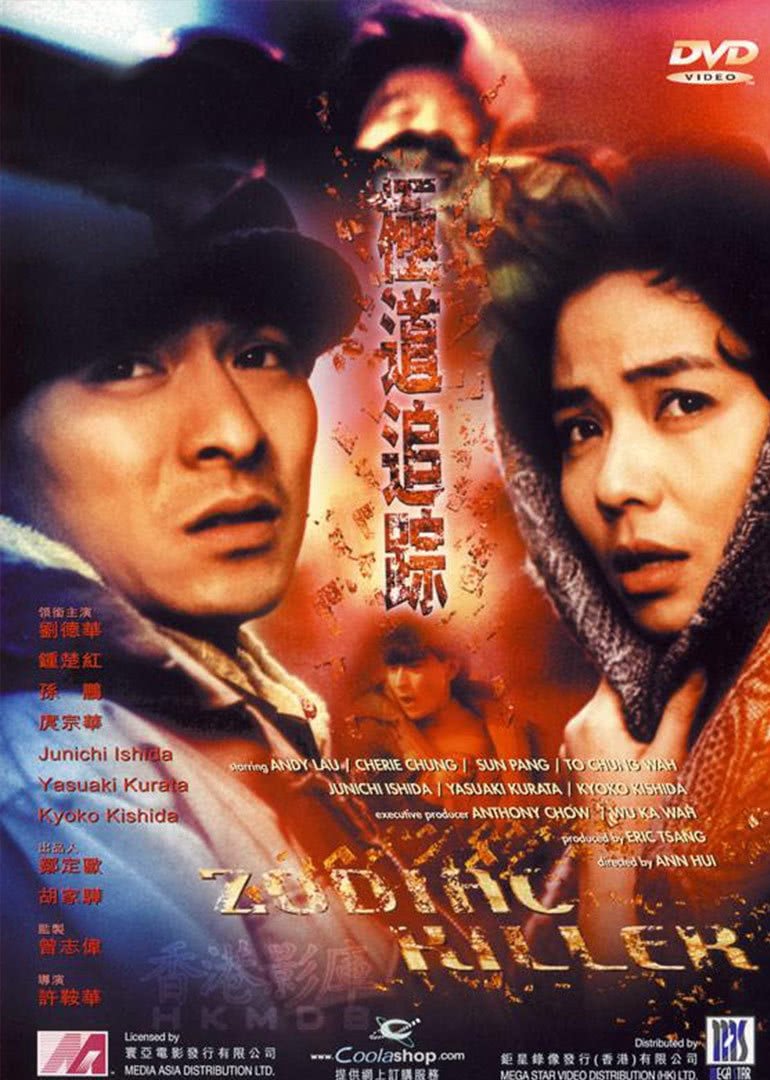 DVD
VIDEO
極道追踪
領銜主演
劉德華
鍾楚紅
孫 鵬
庹宗華
Junichi Ishida
Yasuaki Kurata
Kyoko Kishida
出品人
鄭定歐
胡家驊
監製
曾志偉
導演
許鞍華
starring ANDY LAU / CHERIE CHUNG / SUN PANG / TO CHUNG WAH
JUNICHI ISHIDA / YASUAKI KURATA / KYOKO KISHIDA
executive producer ANTHONY CHOW / WU KA WAH
produced by ERIC TSANG
directed by ANN HUI
ZODIAC
KILLER
香港影庫
HKMDB
Licensed by
寰亞電影發行有限公司
MEDIA ASIA DISTRIBUTION LTD.
www.Coolashop.com
提供網上訂購服務
Distributed by
鉅星錄像發行(香港)有限公司
MEGA STAR VIDEO DISTRIBUTION (HK) LTD.
MEGA STAR